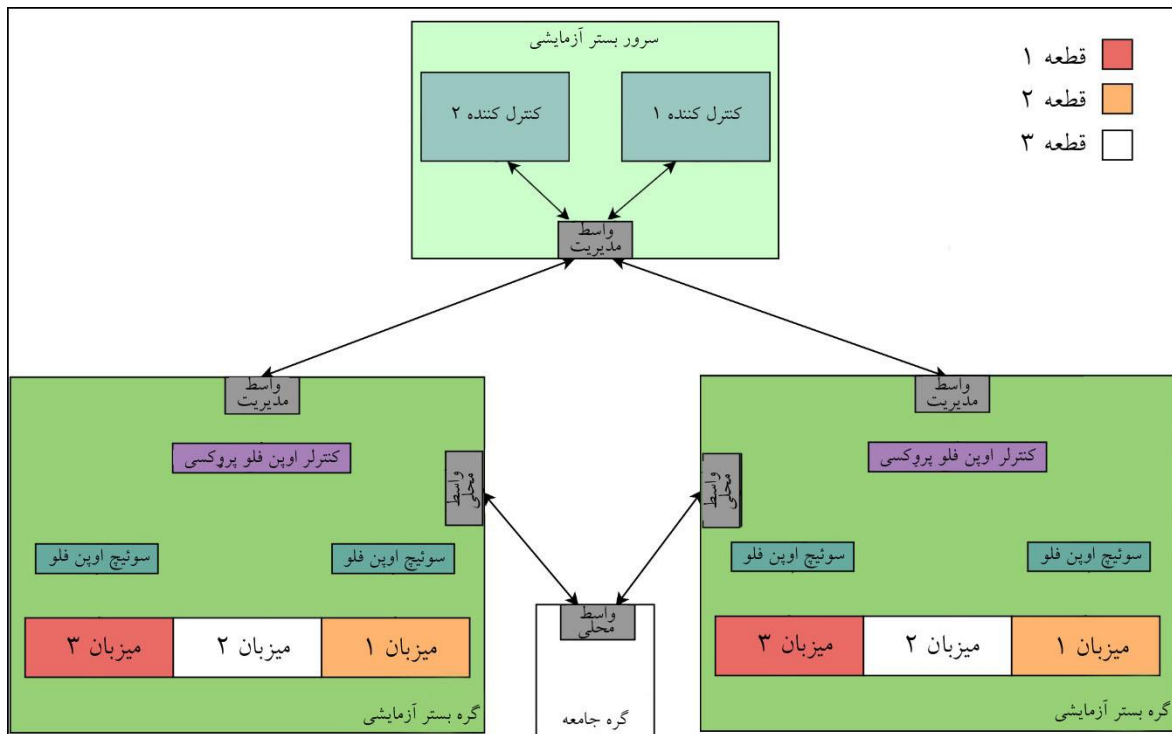 سرور بستر آزمایشی
قطعه ۱
قطعه ۲
قطعه ۳
کنترل کننده ۱
کنترل کننده ۲
واسط
مدیریت
واسط
مدیریت
کنترلر اوپن فلو پروکسی
واسط
محلی
سوئیچ اوپن فلو
سوئیچ اوپن فلو
میزبان ۱
میزبان ۲
میزبان ۳
گره بستر آزمایشی
واسط
محلی
گره جامعه
واسط
مدیریت
کنترلر اوپن فلو پروکسی
واسط
محلی
سوئیچ اوپن فلو
سوئیچ اوپن فلو
میزبان ۱
میزبان ۲
میزبان ۳
گره بستر آزمایشی